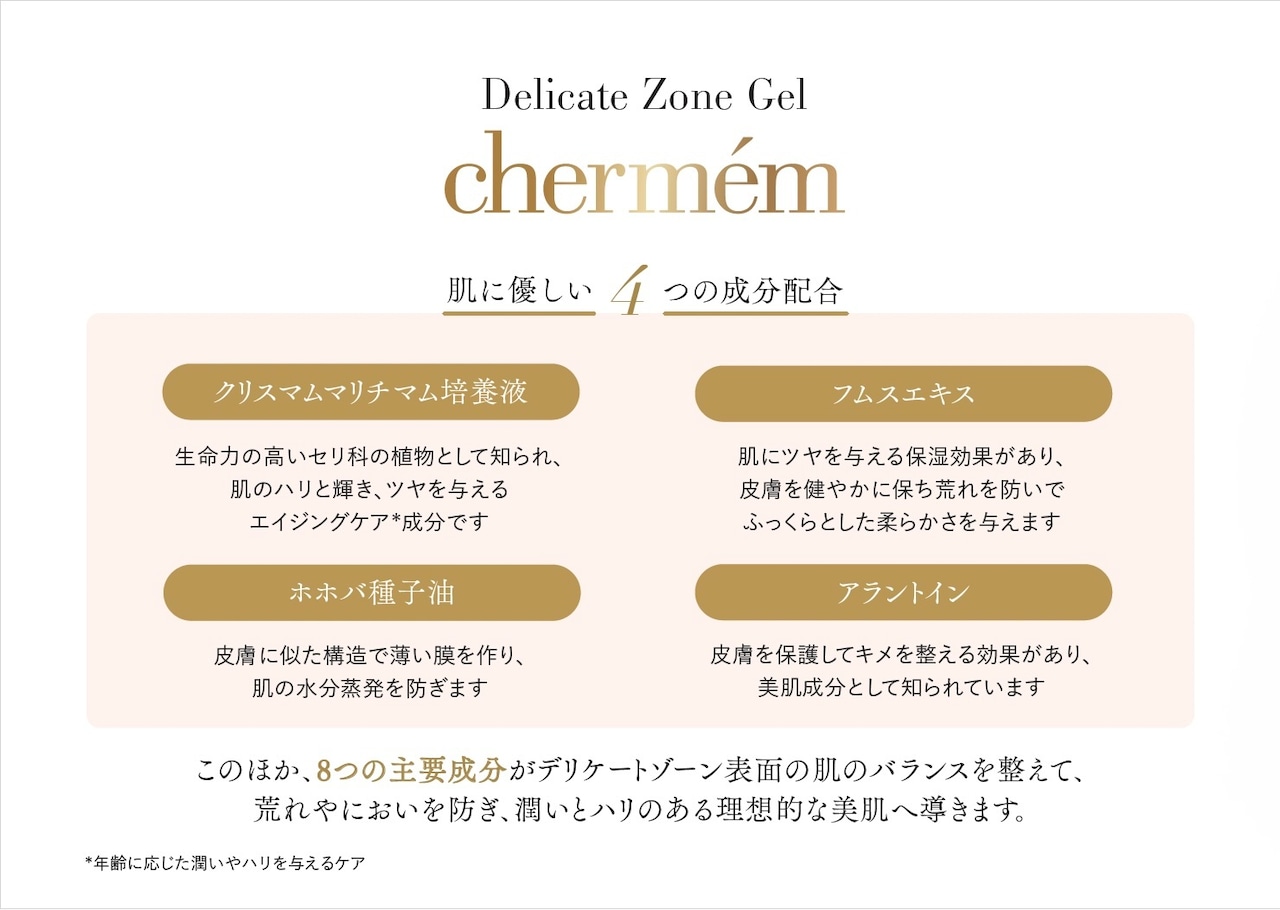 Delicate Zone Gel
chermém
肌に優しい 4 つの成分配合
クリスマムマリチマム培養液
生命力の高いセリ科の植物として知られ、
肌のハリと輝き、ツヤを与える
エイジングケア*成分です
フムスエキス
肌にツヤを与える保湿効果があり、
皮膚を健やかに保ち荒れを防いで
ふっくらとした柔らかさを与えます
ホホバ種子油
皮膚に似た構造で薄い膜を作り、
肌の水分蒸発を防ぎます
アラントイン
皮膚を保護してキメを整える効果があり、
美肌成分として知られています
このほか、8つの主要成分がデリケートゾーン表面の肌のバランスを整えて、
荒れやにおいを防ぎ、潤いとハリのある理想的な美肌へ導きます。
*年齢に応じた潤いやハリを与えるケア